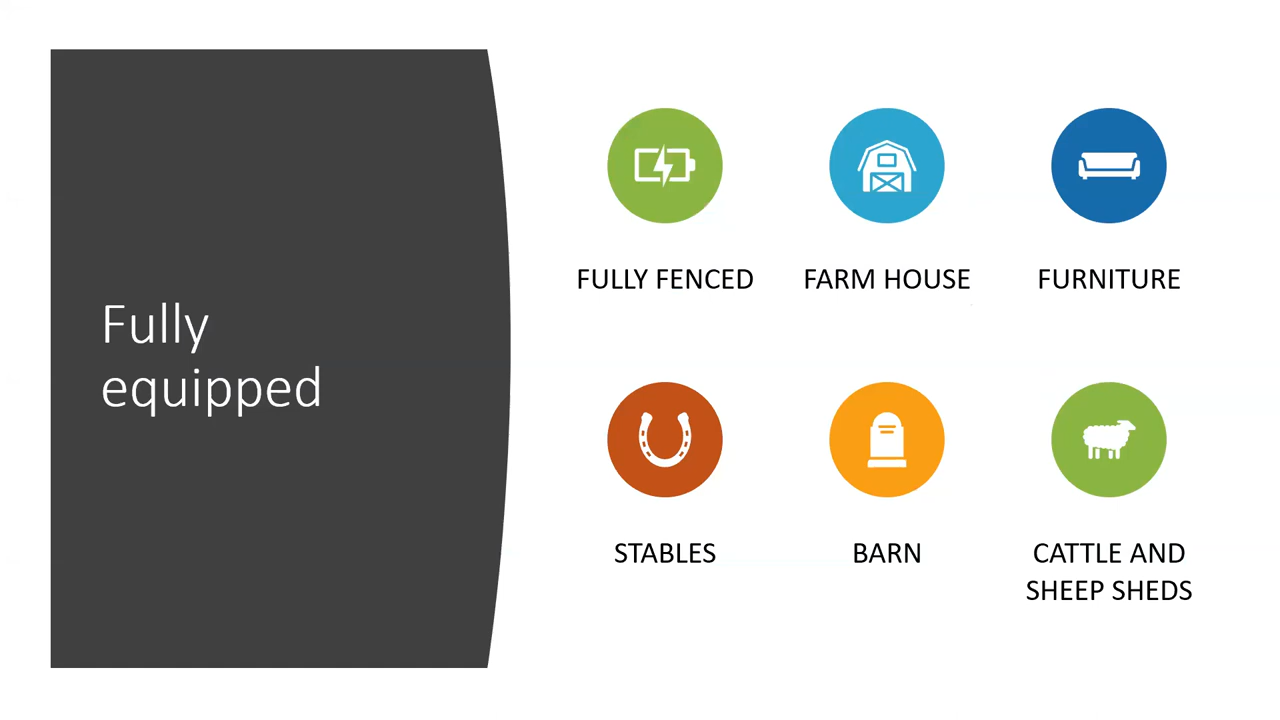 Fully
equipped
FULLY FENCED
FARM HOUSE
FURNITURE
STABLES
BARN
CATTLE AND
SHEEP SHEDS